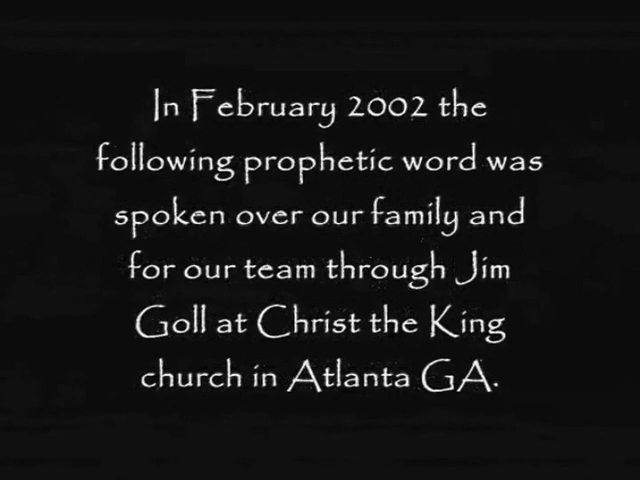 In February 2002 the
following prophetic word was
spoken over our family and
for our team through Jim
Goll at Christ the King
church in Atlanta GA.